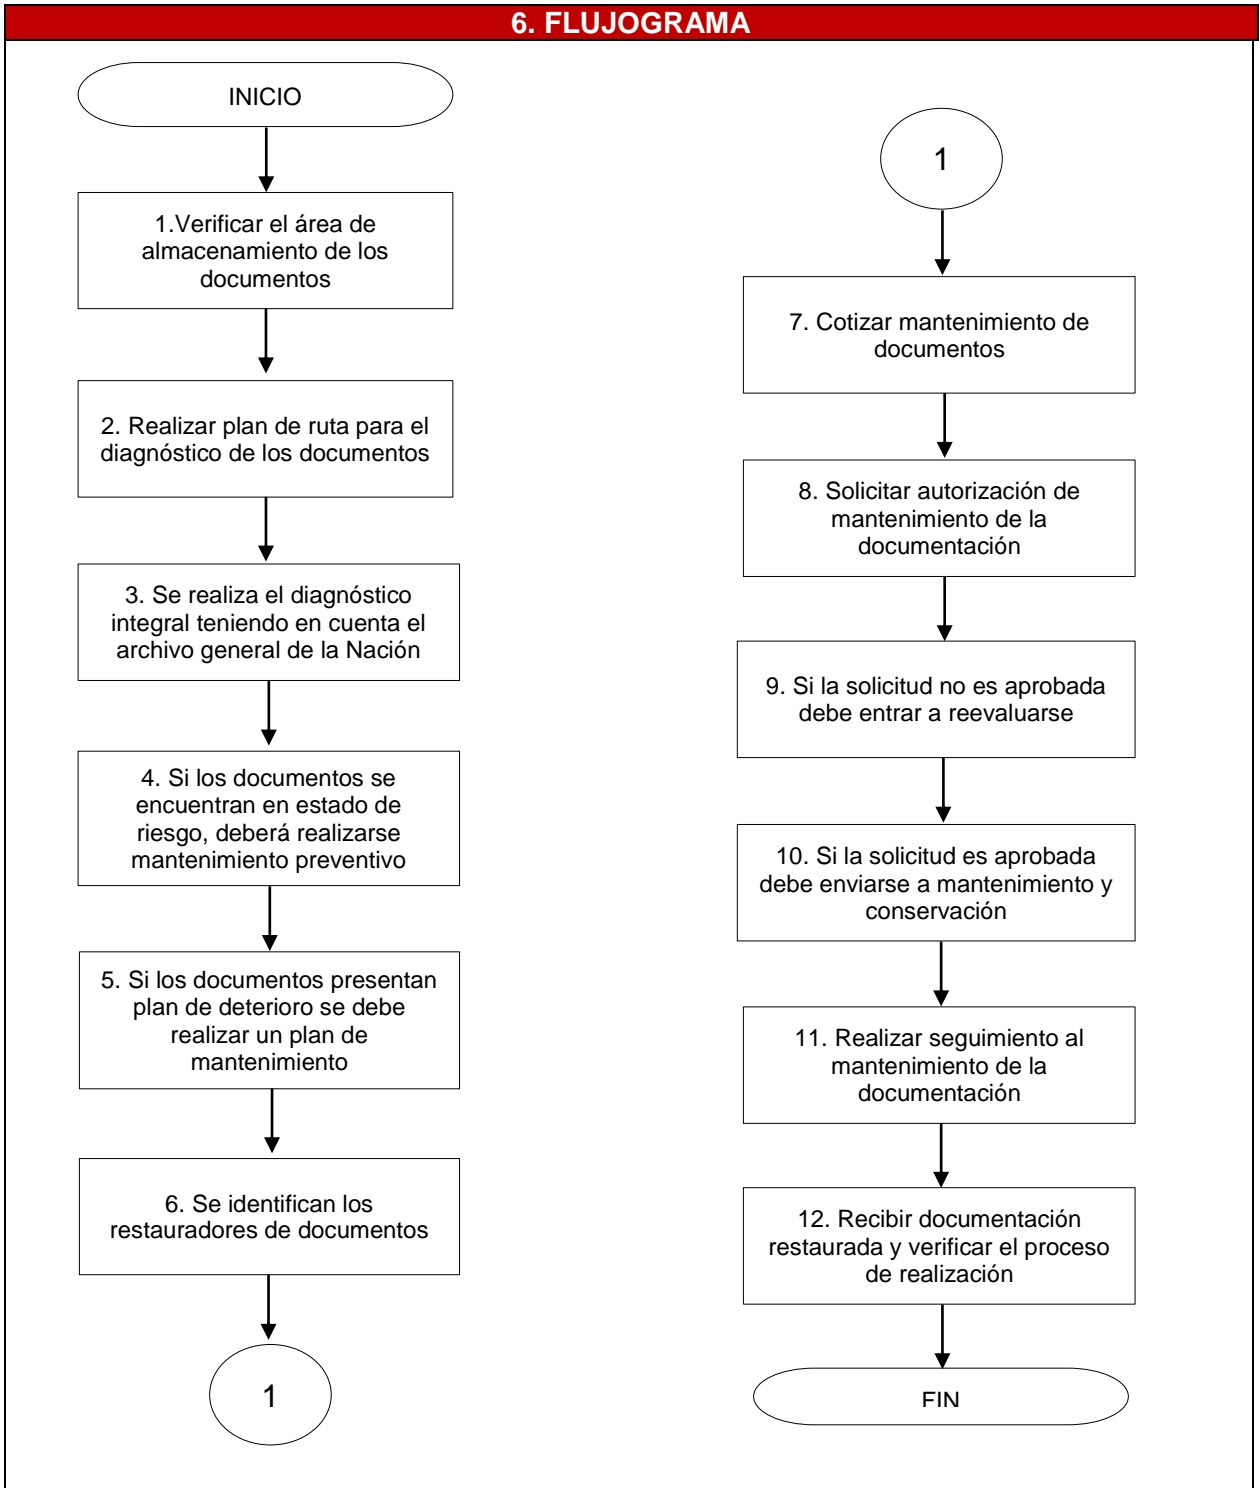 6. FLUJOGRAMA
INICIO
1.Verificar el área de
almacenamiento de los
documentos
2. Realizar plan de ruta para el
diagnóstico de los documentos
3. Se realiza el diagnóstico
integral teniendo en cuenta el
archivo general de la Nación
4. Si los documentos se
encuentran en estado de
riesgo, deberá realizarse
mantenimiento preventivo
5. Si los documentos presentan
plan de deterioro se debe
realizar un plan de
mantenimiento
6. Se identifican los
restauradores de documentos
1
1
7. Cotizar mantenimiento de
documentos
8. Solicitar autorización de
mantenimiento de la
documentación
9. Si la solicitud no es aprobada
debe entrar a reevaluarse
10. Si la solicitud es aprobada
debe enviarse a mantenimiento y
conservación
11. Realizar seguimiento al
mantenimiento de la
documentación
12. Recibir documentación
restaurada y verificar el proceso
de realización
FIN